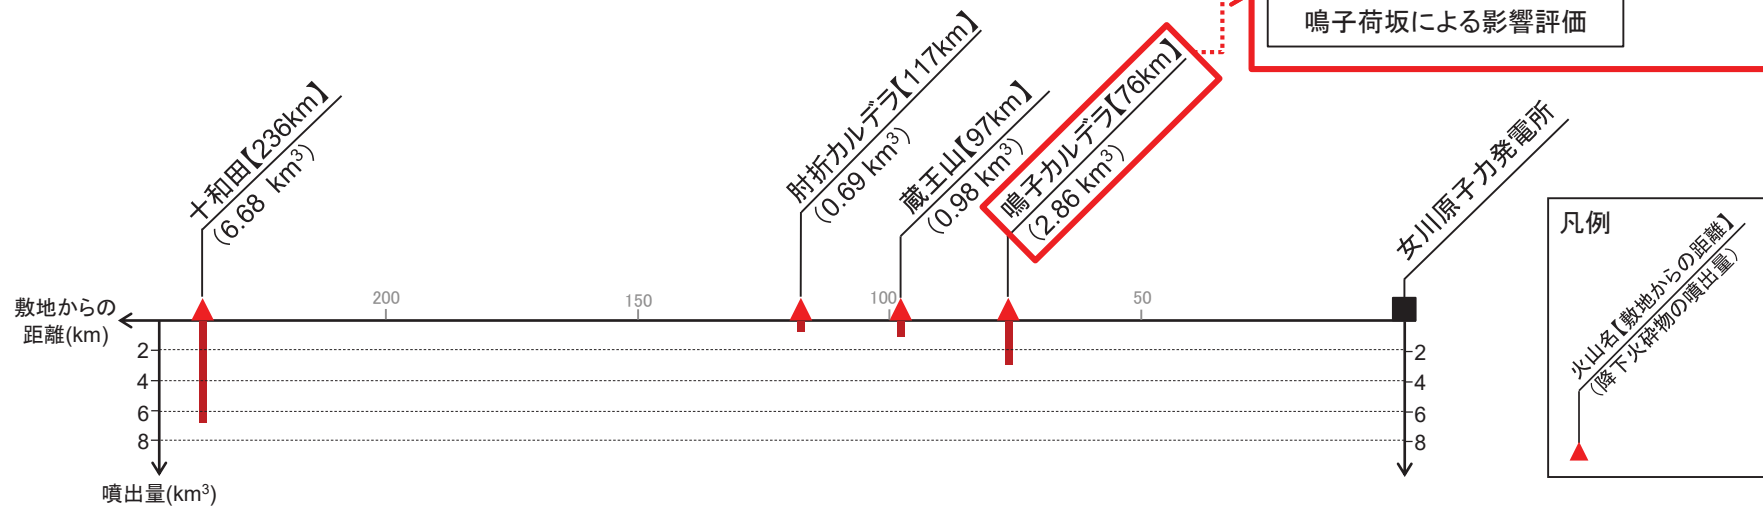 鳴子荷坂による影響評価
十和田【236km】
(6.68 km³)
肘折カルデラ【117km】
(0.69 km³)
蔵王山【97km】
(0.98 km³)
鳴子カルデラ【76km】
(2.86 km³)
女川原子力発電所
凡例
火山名【敷地からの距離】
(降下火砕物の噴出量)
敷地からの
距離(km)
200
150
100
50
2
4
6
8
2
4
6
8
噴出量(km³)